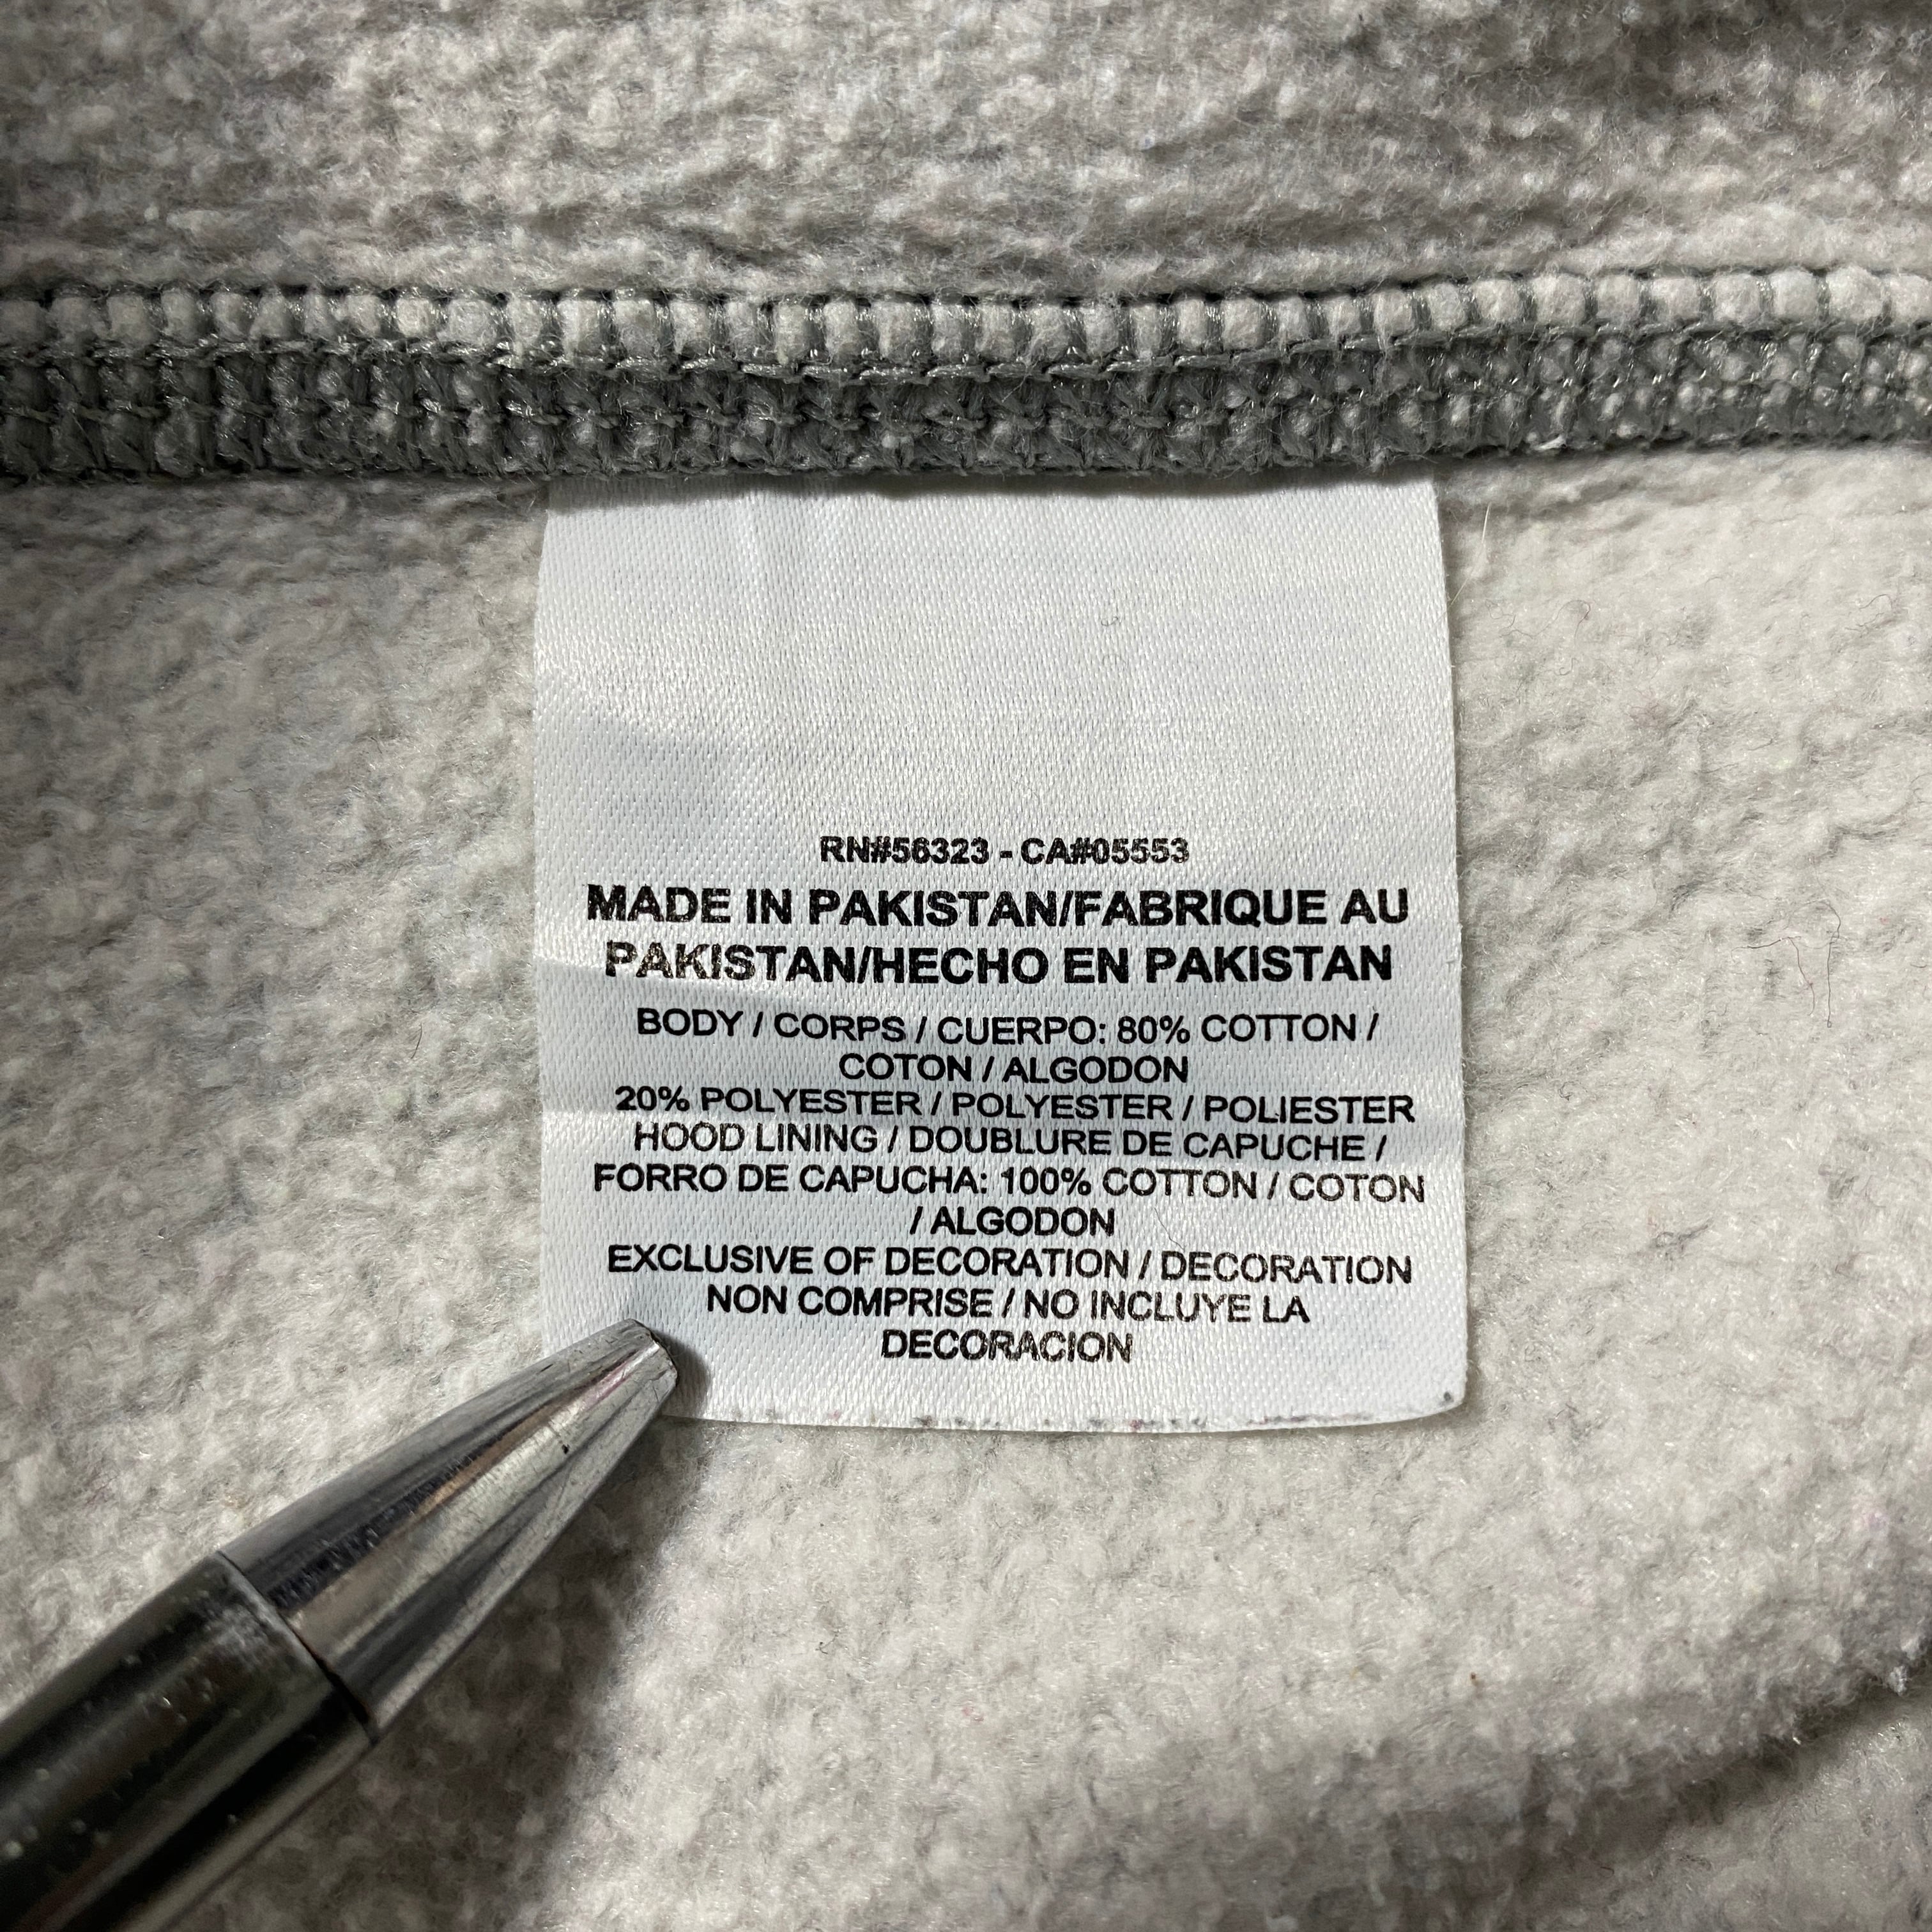 RN#56323 - CA#05553
MADE IN PAKISTAN/FABRIQUE AU
PAKISTAN/HECHO EN PAKISTAN
BODY / CORPS / CUERPO: 80% COTTON /
COTON / ALGODON
20% POLYESTER / POLYESTER / POLIESTER
HOOD LINING / DOUBLURE DE CAPUCHE /
FORRO DE CAPUCHA: 100% COTTON / COTON
/ ALGODON
EXCLUSIVE OF DECORATION / DECORATION
NON COMPRISE / NO INCLUYE LA
DECORACION